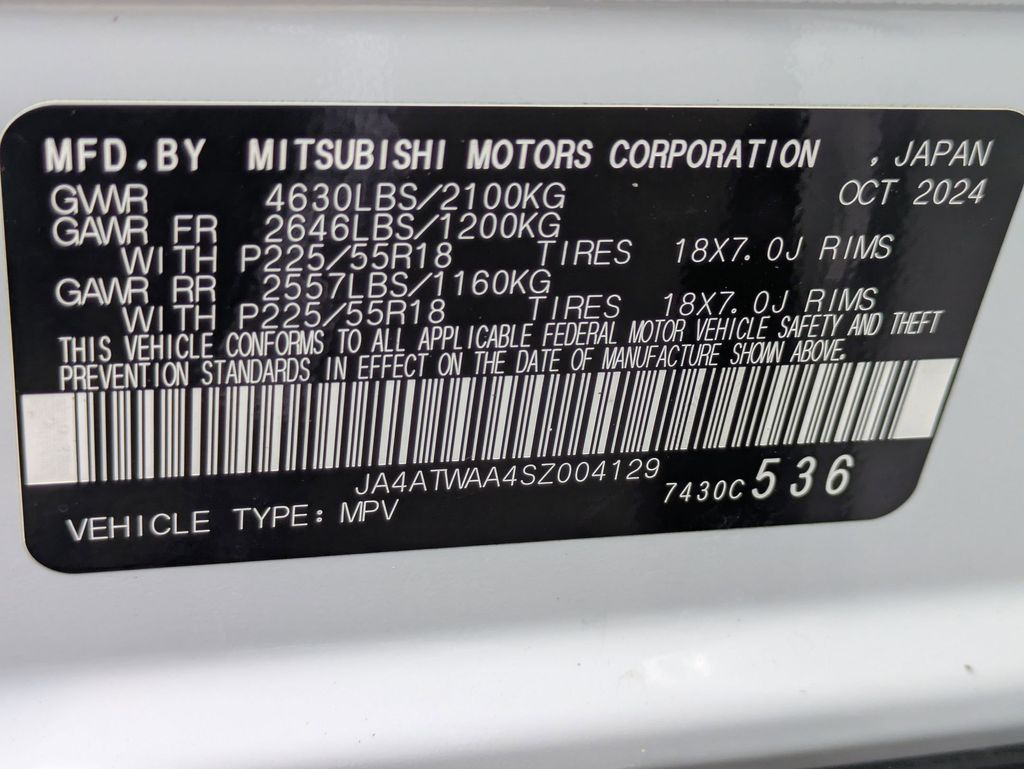 MFD.BY MITSUBISHI MOTORS CORPORATION , JAPAN
GVWR 4630LBS/2100KG OCT 2024
GAWR FR 2646LBS/1200KG
WITH P225/55R18 TIRES 18X7.0J RIMS
GAWR RR 2557LBS/1160KG
WITH P225/55R18 TIRES 18X7.0J RIMS
THIS VEHICLE CONFORMS TO ALL APPLICABLE FEDERAL MOTOR VEHICLE SAFETY AND THEFT
PREVENTION STANDARDS IN EFFECT ON THE DATE OF MANUFACTURE SHOWN ABOVE.
JA4ATWAA4SZ004129 7430C 536
VEHICLE TYPE: MPV